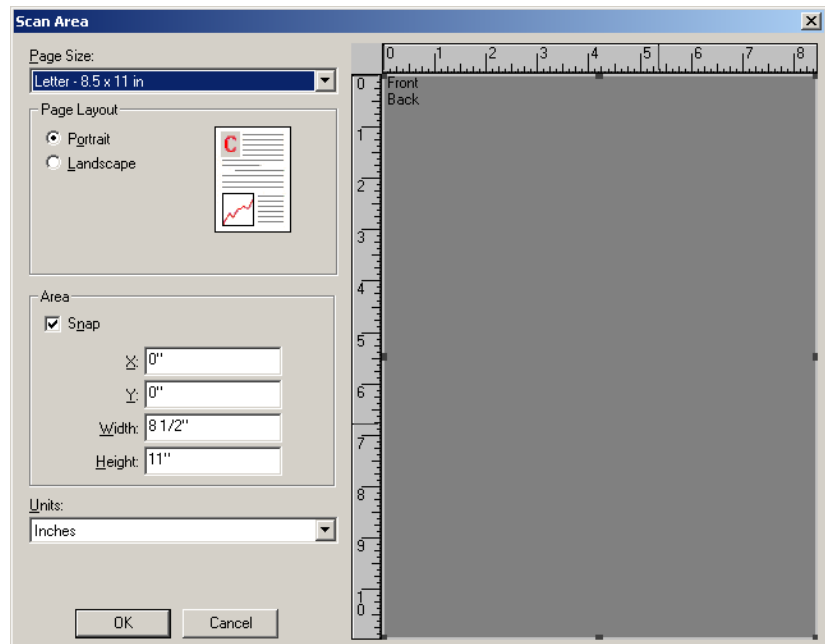 Scan Area
Page Size:
Letter - 8.5 x 11 in
Page Layout
Portrait
Landscape
C
Area
Snap
X: 0"
Y: 0"
Width: 8 1/2"
Height: 11"
Units:
Inches
OK Cancel
0 1 2 3 4 5 6 7 8
0
1
2
3
4
5
6
7
8
9
10
Front
Back